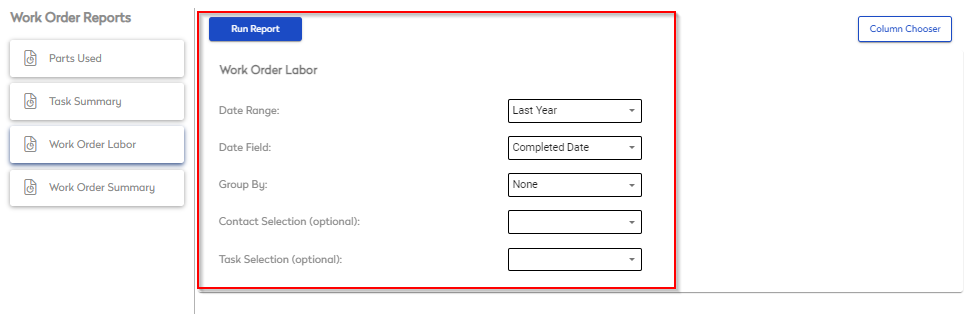 Work Order Reports
Parts Used
Task Summary
Work Order Labor
Work Order Summary
Run Report
Column Chooser
Work Order Labor
Date Range: Last Year
Date Field: Completed Date
Group By: None
Contact Selection (optional):
Task Selection (optional):